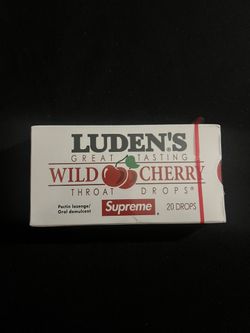 LUDEN'S®
GREAT TASTING
WILD CHERRY
THROAT DROPS®
Pectin lozenge/
Oral demulcent
Supreme®
20 DROPS